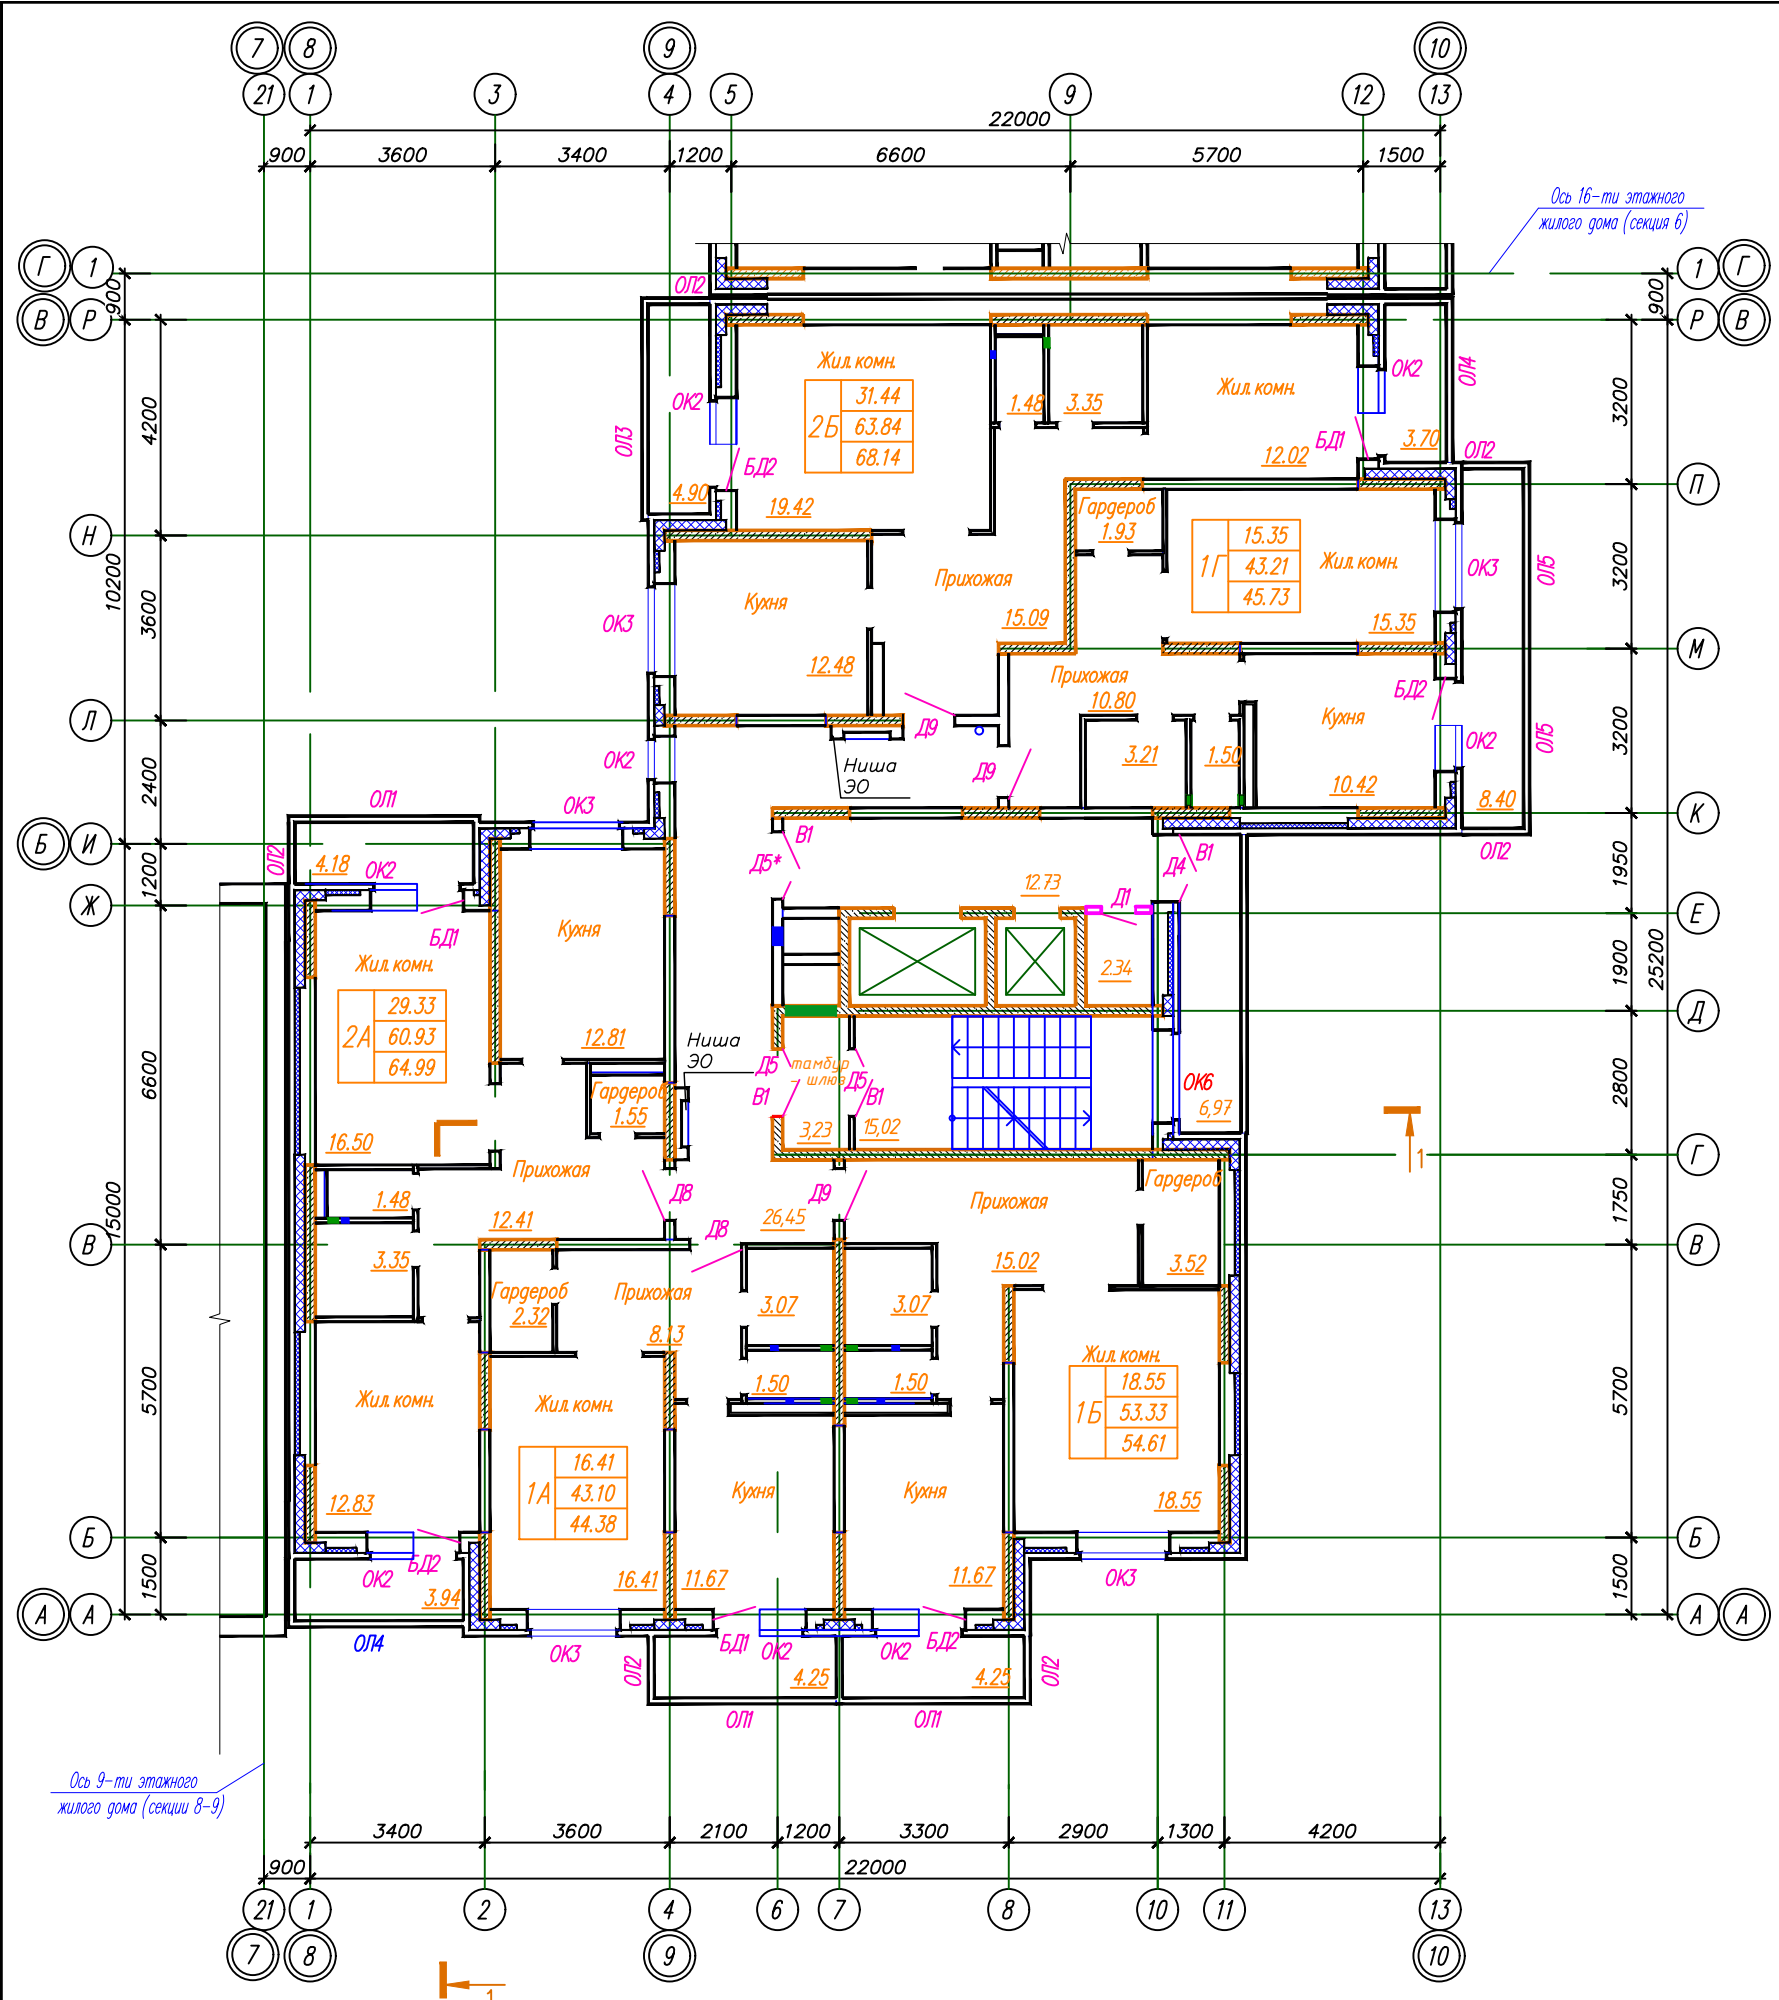 7 8 9 10
21 1 3 4 5 9 12 13
22000
900 3600 3400 1200 6600 5700 1500
Ось 16-ти этажного
жилого дома (секция 6)
Г 1 900 ОЛ2 900 1 Г
В Р Р В
Жил. комн.
2Б 31.44
63.84
68.14
ОК2
ОЛ3
БД2
4.90
19.42
1.48
3.35
Жил. комн.
12.02
ОК2
ОЛ4
БД1
3.70
ОЛ2
4200
3200
П
Н
10200
3600
Гардероб
1.93
1Г 15.35
43.21
45.73
Жил. комн.
15.35
ОК3
ОЛ5
3200
Прихожая
15.09
Кухня
12.48
ОК3
М
Прихожая
10.80
БД2
Кухня
ОК2
ОЛ5
3200
Л
Д9
Д9
Ниша
ЭО
3.21
1.50
10.42
8.40
ОК2
2400
К
ОЛ1
ОК3
Б И
ОЛ2
4.18
ОК2
1200
В1
Д5*
12.73
Д4
В1
ОЛ2
1950
Ж
Е
Д1
2.34
1900
25200
Д
БД1
Кухня
12.81
Жил. комн.
2А 29.33
60.93
64.99
16.50
6600
Ниша
ЭО
Гардероб
1.55
Д5
тамбур
- шлюз
Д5
В1
В1
3,23
15,02
ОК6
6,97
2800
1
Г
Прихожая
12.41
1.48
3.35
15000
В
Д8
Д8
Д9
26,45
Прихожая
15.02
Гардероб
3.52
1750
В
Гардероб
2.32
Прихожая
8.13
3.07
3.07
1.50
1.50
Жил. комн.
12.83
5700
Жил. комн.
1А 16.41
43.10
44.38
16.41
Кухня
11.67
Кухня
11.67
Жил. комн.
1Б 18.55
53.33
54.61
18.55
5700
Б
Б
ОК2
БД2
3.94
ОЛ4
1500
ОК3
1500
А А
А А
ОК3
ОЛ2
БД1
ОК2
4.25
ОЛ1
ОК2
БД2
4.25
ОЛ2
ОЛ1
Ось 9-ти этажного
жилого дома (секции 8-9)
3400 3600 2100 1200 3300 2900 1300 4200
900 22000
21 1 2 4 6 7 8 10 11 13
7 8 9 10
1